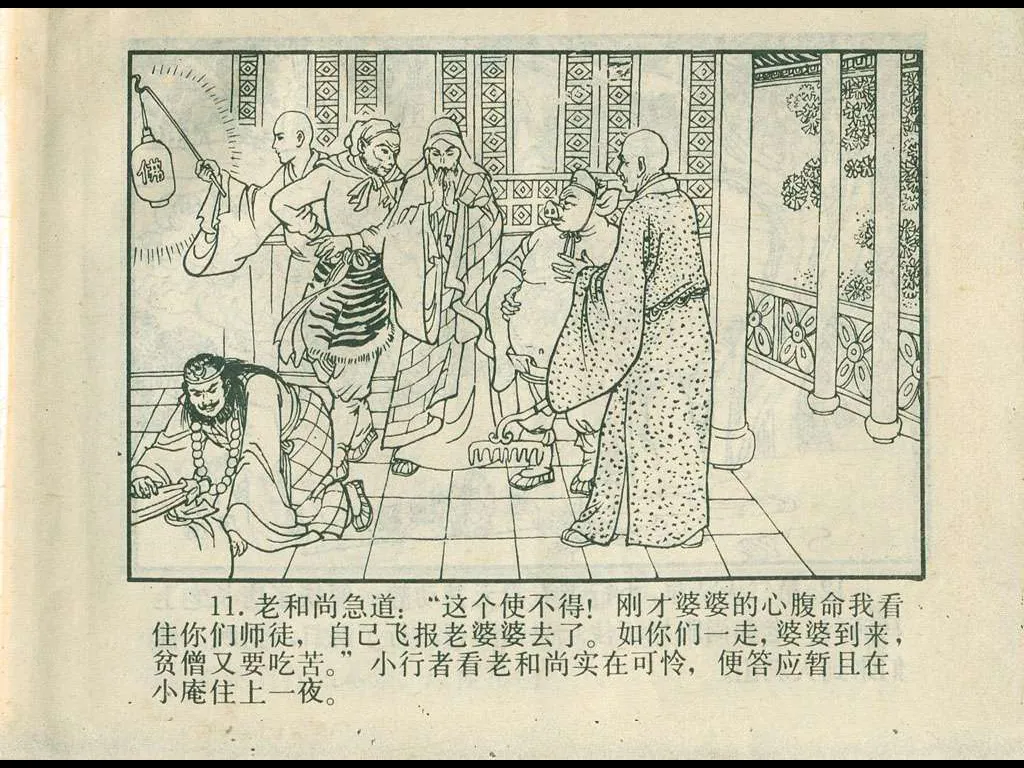 佛
11. 老和尚急道：“这个使不得！刚才婆婆的心腹命我看
住你们师徒，自己飞报老婆婆去了。如你们一走，婆婆到来，
贫僧又要吃苦。”小行者看老和尚实在可怜，便答应暂且在
小庵住上一夜。